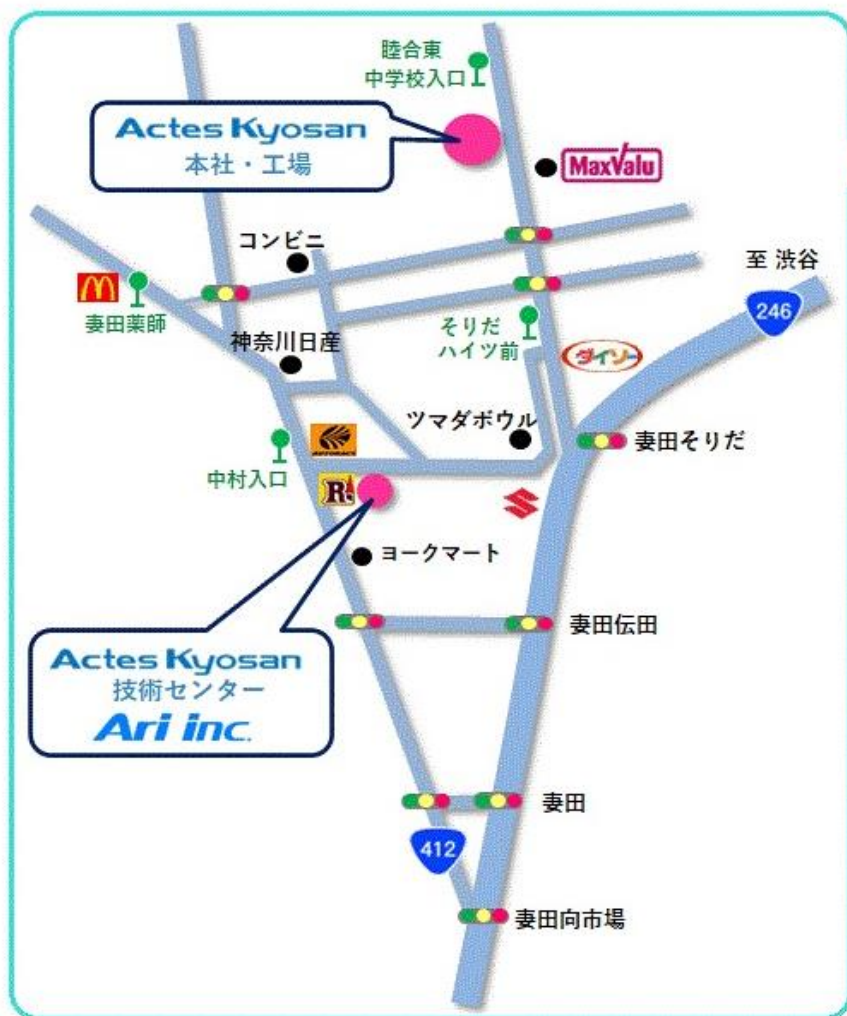 睦合東
中学校入口
Actes Kyosan
本社・工場
MaxValu
コンビニ
至 渋谷
246
妻田薬師
神奈川日産
そりだ
ハイツ前
ダイソー
ツマダボウル
妻田そりだ
AUTOBACS
中村入口
R
ヨークマート
妻田伝田
Actes Kyosan
技術センター
Ari inc.
妻田
412
妻田向市場